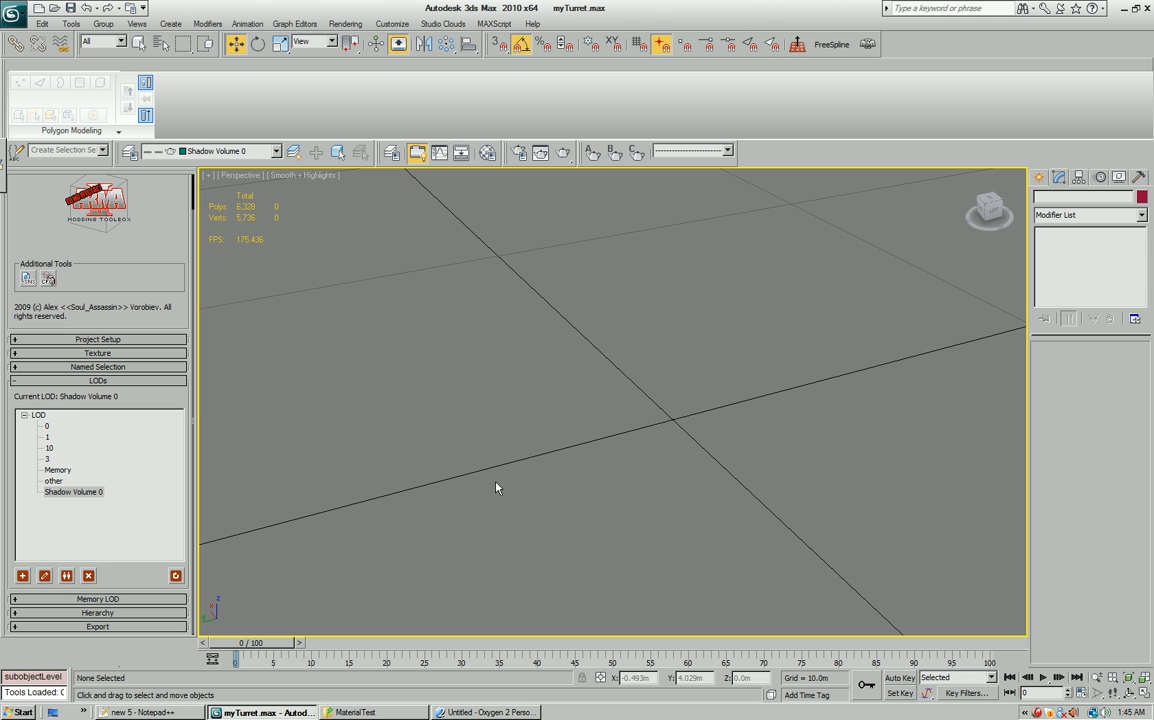 Autodesk 3ds Max 2010 x64 myTurret.max
Type a keyword or phrase
Edit Tools Group Views Create Modifiers Animation Graph Editors Rendering Customize Studio Clouds MAXScript Help
All View FreeSpline
Polygon Modeling
Create Selection Se Shadow Volume 0
[ + ] [ Perspective ] [ Smooth + Highlights ]
Total
Polys: 6,328 0
Verts: 5,736 0
FPS: 175.436
Modifier List
ARMA
MODDING TOOLBOX
Additional Tools
2009 (c) Alex <<Soul_Assassin>> Vorobiev. All
rights reserved.
+ Project Setup
+ Texture
+ Named Selection
- LODs
Current LOD: Shadow Volume 0
LOD
0
1
10
3
Memory
other
Shadow Volume 0
+ Memory LOD
+ Hierarchy
+ Export
z
x
y
< 0 / 100 >
0 5 10 15 20 25 30 35 40 45 50 55 60 65 70 75 80 85 90 95 100
subobjectLevel None Selected X: -0.493m Y: 4.029m Z: 0.0m Grid = 10.0m Auto Key Selected
Tools Loaded: Click and drag to select and move objects Add Time Tag Set Key Key Filters... 0
Start new 5 - Notepad++ myTurret.max - Autod... MaterialTest Untitled - Oxygen 2 Perso... 1:45 AM